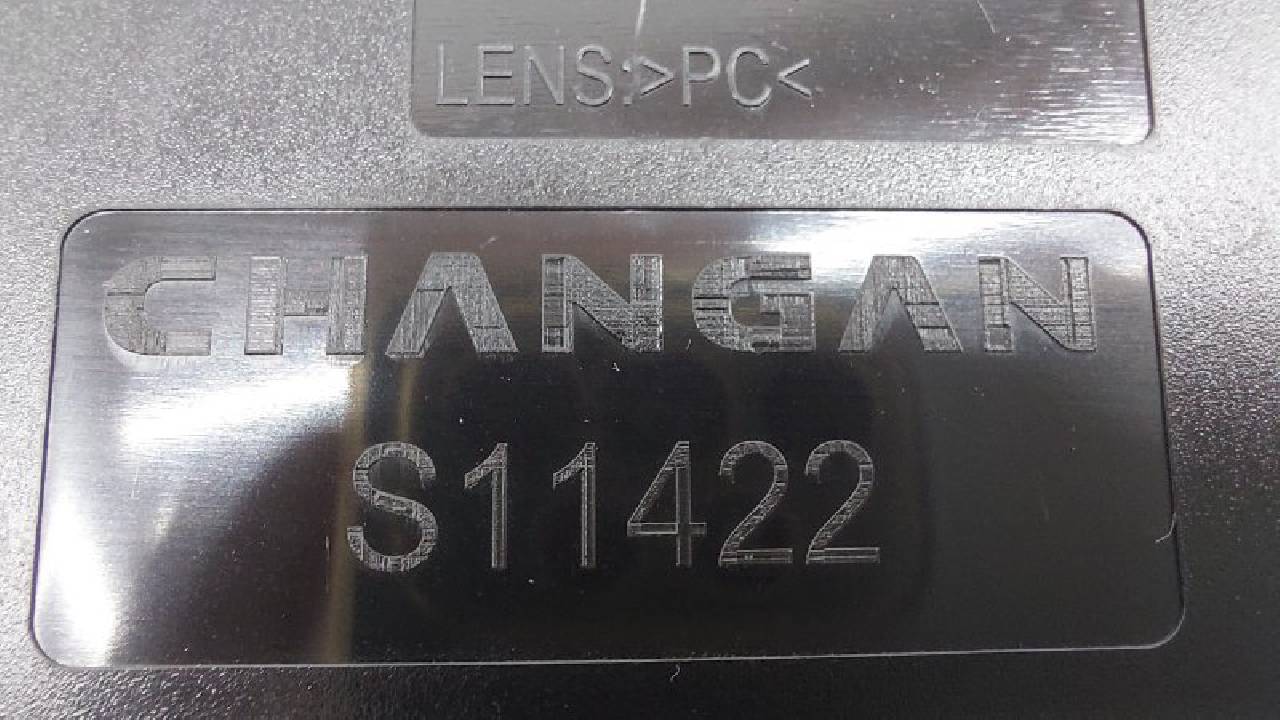 LENS:>PC<
CHANGAN
S11422